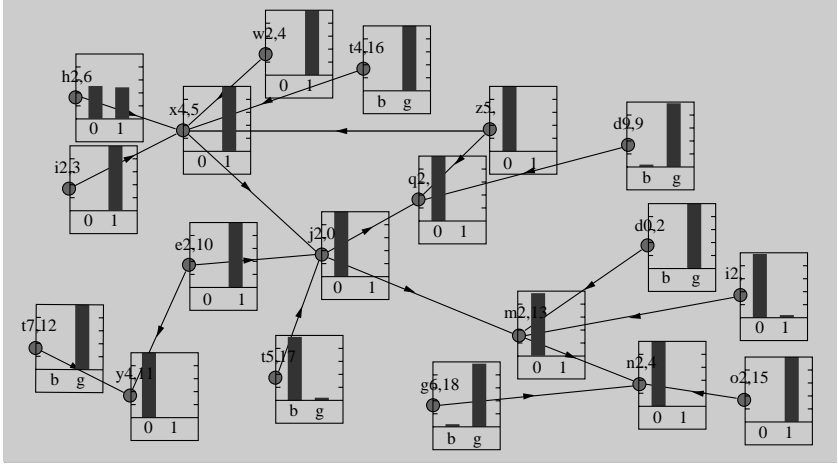 w2,4
0 1
t4,16
b g
h2,6
0 1
x4,5
0 1
z5,
0 1
d9,9
b g
i2,3
0 1
q2,
0 1
d0,2
b g
e2,10
0 1
j2,0
0 1
i2,
0 1
m2,13
0 1
t7,12
b g
y4,11
0 1
t5,17
b g
g6,18
b g
n2,4
0 1
o2,15
0 1